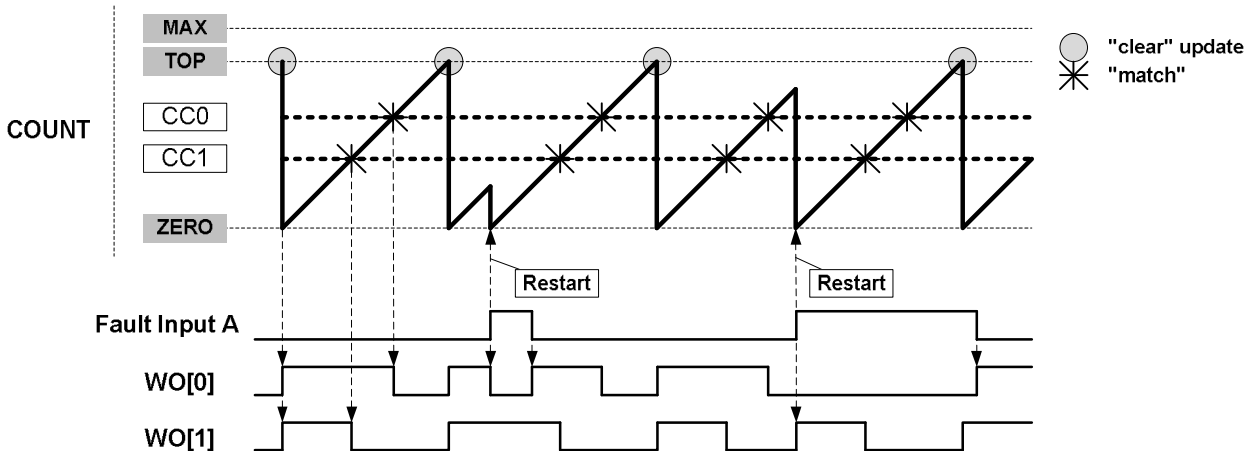 MAX
"clear" update
TOP
"match"
CC0
COUNT
CC1
ZERO
Restart
Restart
Fault Input A
WO[0]
WO[1]